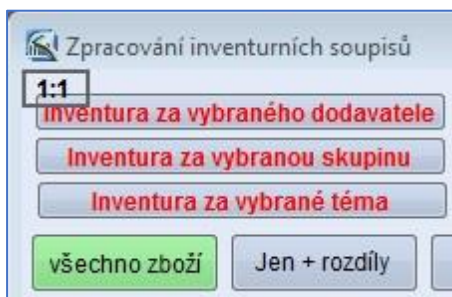 Zpracování inventurních soupisů
1:1
Inventura za vybraného dodavatele
Inventura za vybranou skupinu
Inventura za vybrané téma
všechno zboží
Jen + rozdíly